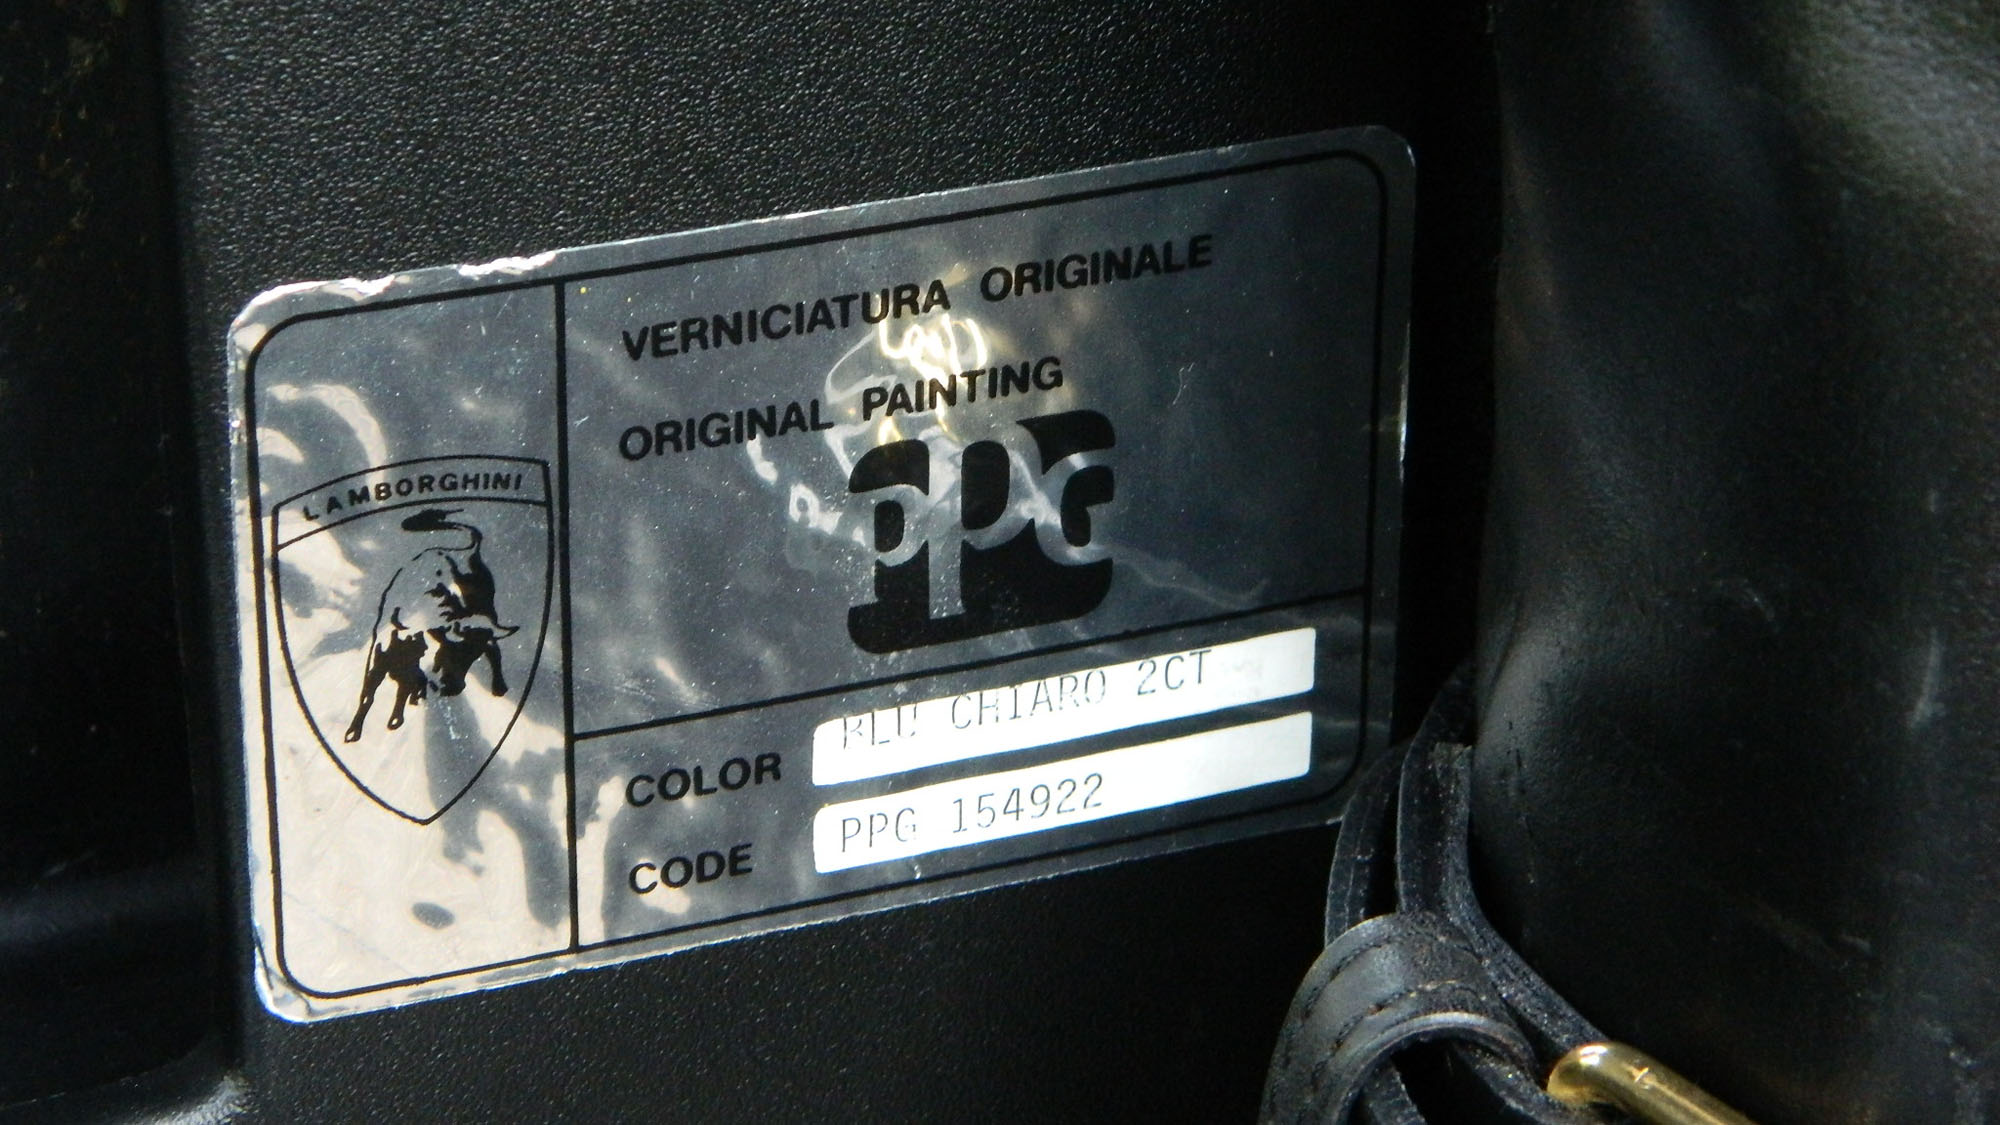 LAMBORGHINI
VERNICIATURA ORIGINALE
ORIGINAL PAINTING
PPG
COLOR BLU CHIARO 2CT
CODE PPG 154922